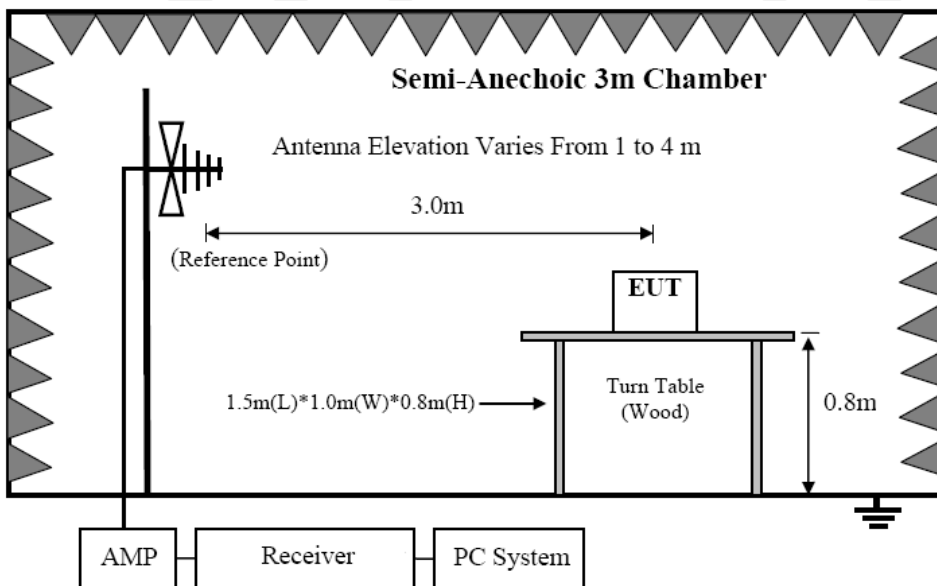 Semi-Anechoic 3m Chamber
Antenna Elevation Varies From 1 to 4 m
3.0m
(Reference Point)
EUT
1.5m(L)*1.0m(W)*0.8m(H)
Turn Table
(Wood)
0.8m
AMP
Receiver
PC System